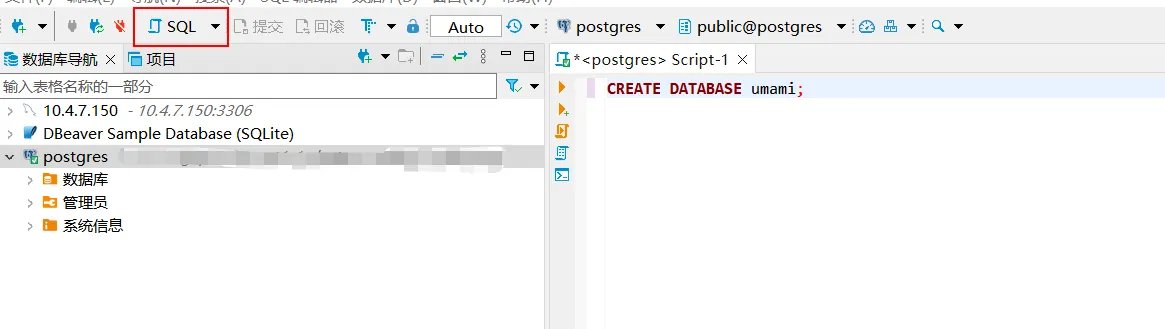 SQL 提交 回滚 Auto postgres public@postgres
数据库导航 项目 *<postgres> Script-1
输入表格名称的一部分
CREATE DATABASE umami;
10.4.7.150 - 10.4.7.150:3306
DBeaver Sample Database (SQLite)
postgres
数据库
管理员
系统信息